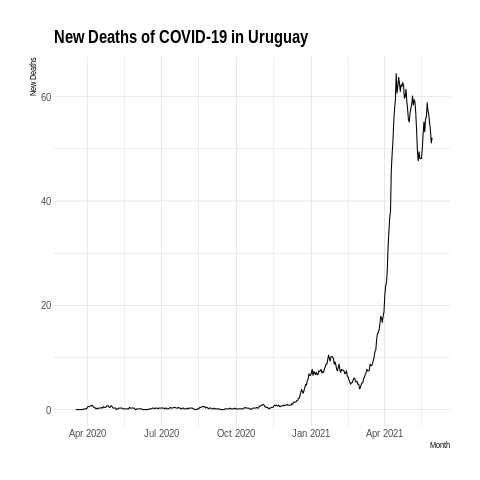 New Deaths of COVID-19 in Uruguay
New Deaths
60
40
20
0
Apr 2020 Jul 2020 Oct 2020 Jan 2021 Apr 2021
Month